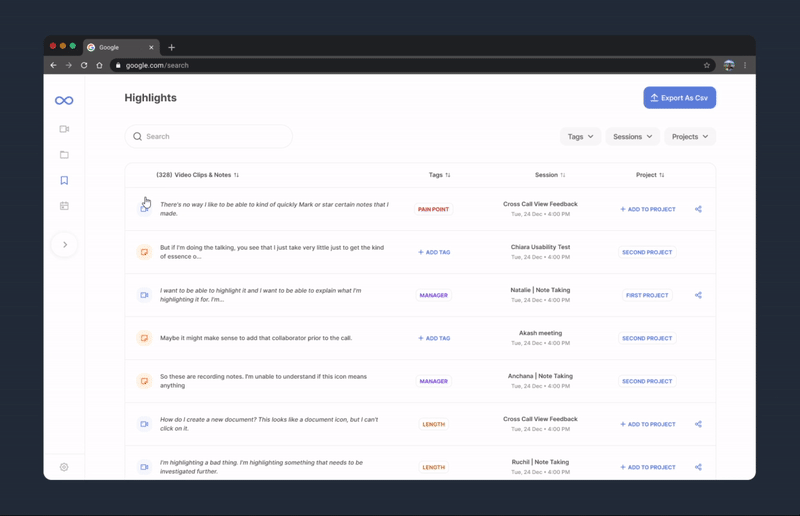 Google
google.com/search
Highlights
Export As Csv
Search
Tags
Sessions
Projects
(328) Video Clips & Notes
Tags
Session
Project
There's no way I like to be able to kind of quickly Mark or star certain notes that I
made.
PAIN POINT
Cross Call View Feedback
Tue, 24 Dec • 4:00 PM
+ ADD TO PROJECT
But if I'm doing the talking, you see that I just take very little just to get the kind
of essence o...
+ ADD TAG
Chiara Usability Test
Tue, 24 Dec • 4:00 PM
SECOND PROJECT
I want to be able to highlight it and I want to be able to explain what I'm
highlighting it for. I'm...
MANAGER
Natalie | Note Taking
Tue, 24 Dec • 4:00 PM
FIRST PROJECT
Maybe it might make sense to add that collaborator prior to the call.
+ ADD TAG
Akash meeting
Tue, 24 Dec • 4:00 PM
SECOND PROJECT
So these are recording notes. I'm unable to understand if this icon means
anything
MANAGER
Anchana | Note Taking
Tue, 24 Dec • 4:00 PM
SECOND PROJECT
How do I create a new document? This looks like a document icon, but I can't
click on it.
LENGTH
Cross Call View Feedback
Tue, 24 Dec • 4:00 PM
+ ADD TO PROJECT
I'm highlighting a bad thing. I'm highlighting something that needs to be
investigated further.
LENGTH
Ruchil | Note Taking
Tue, 24 Dec • 4:00 PM
+ ADD TO PROJECT